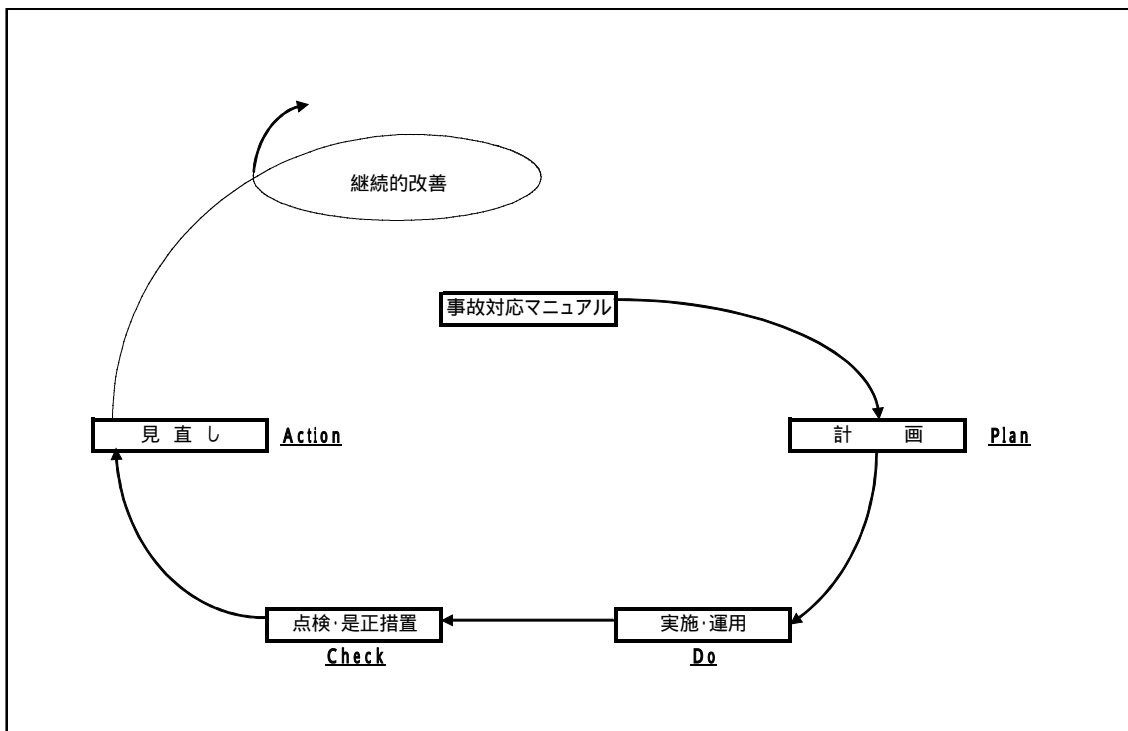 継続的改善
事故対応マニュアル
見 直 し
Action
計 画
Plan
点検・是正措置
Check
実施・運用
Do